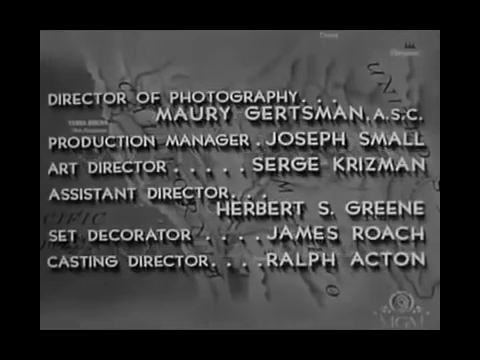 DIRECTOR OF PHOTOGRAPHY. . .
MAURY GERTSMAN, A.S.C.
PRODUCTION MANAGER . JOSEPH SMALL
ART DIRECTOR . . . . . SERGE KRIZMAN
ASSISTANT DIRECTOR. . .
HERBERT S. GREENE
SET DECORATOR . . . . JAMES ROACH
CASTING DIRECTOR. . . . RALPH ACTON
MGM